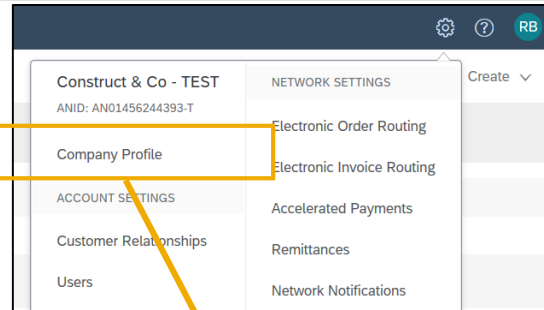 RB
Create
Construct & Co - TEST
ANID: AN01456244393-T
Company Profile
ACCOUNT SETTINGS
Customer Relationships
Users
NETWORK SETTINGS
Electronic Order Routing
Electronic Invoice Routing
Accelerated Payments
Remittances
Network Notifications